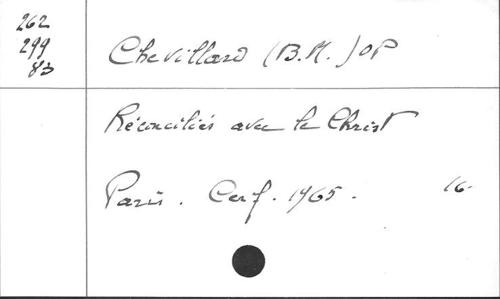 262
299
83
Chevillard (B.M.) OP
Réconciliés avec le Christ
Paris. Cerf. 1965. 16.